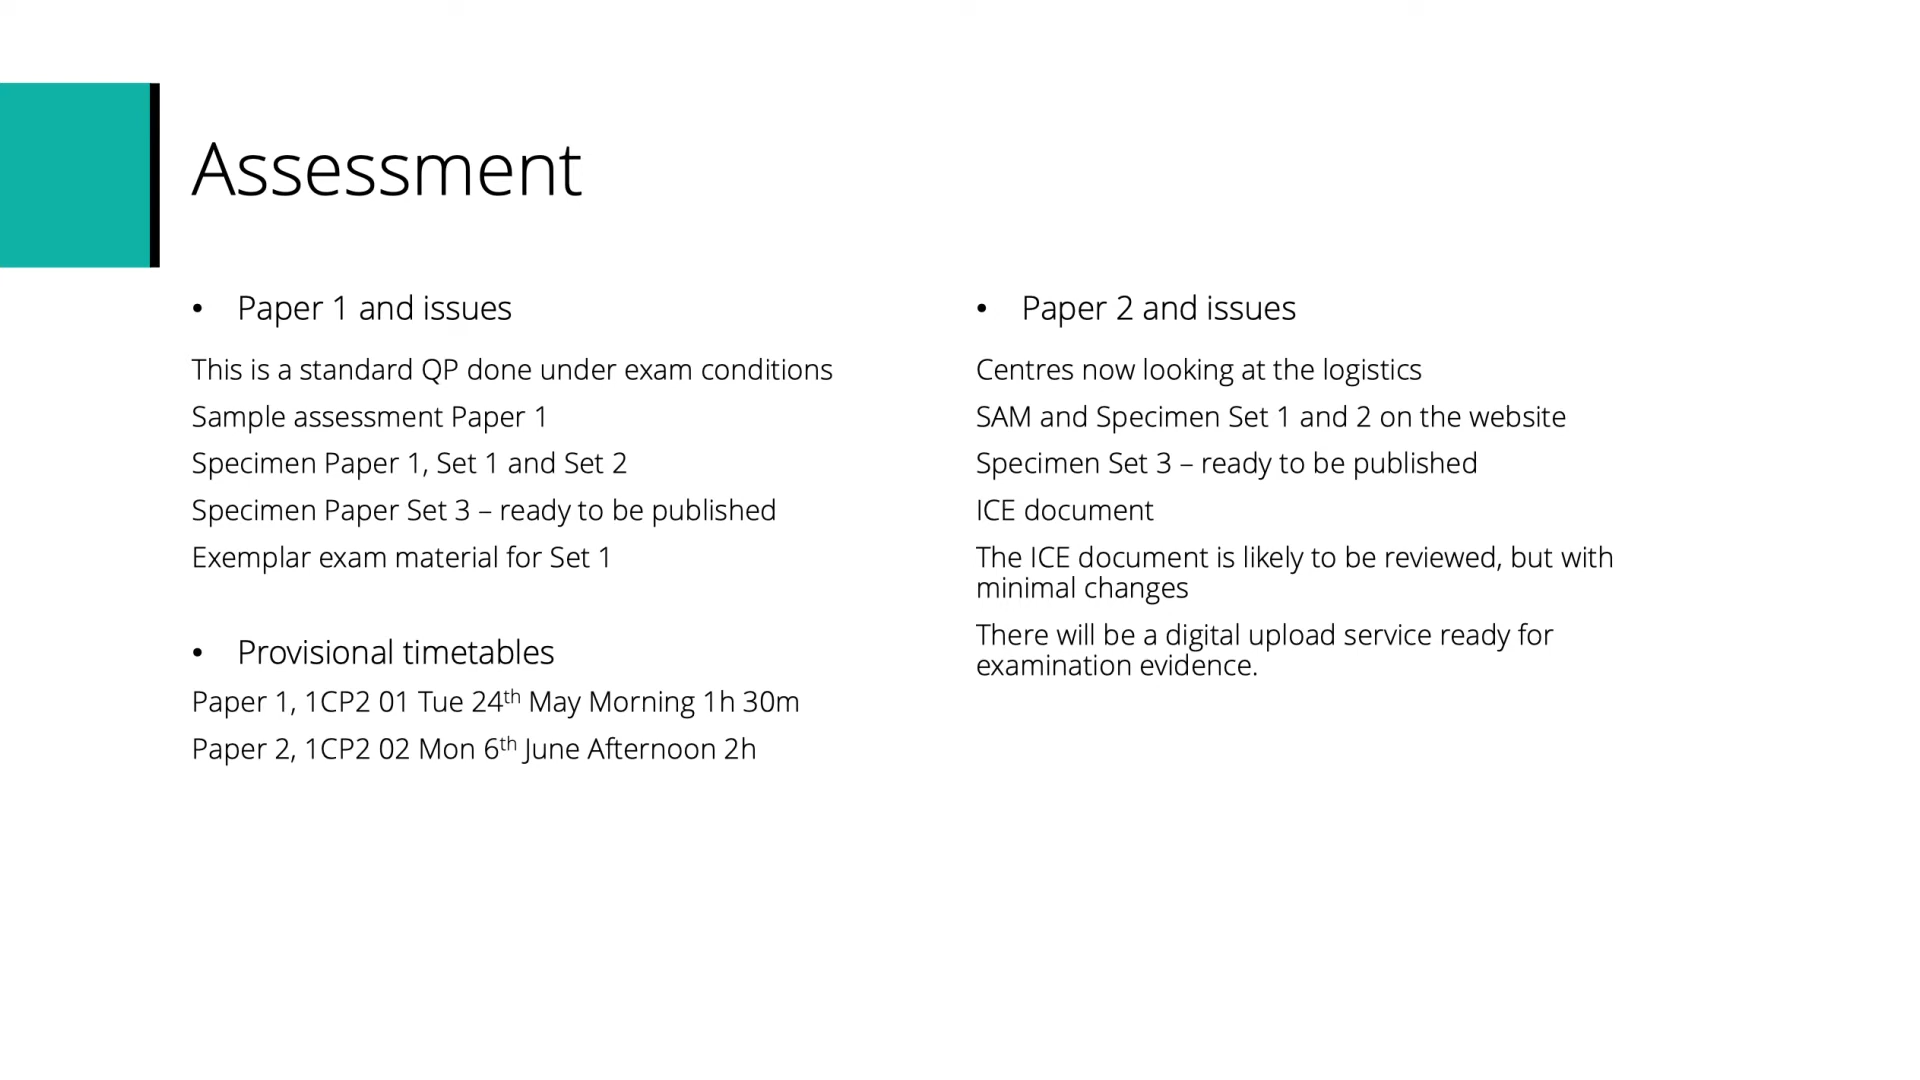 Assessment
• Paper 1 and issues
This is a standard QP done under exam conditions
Sample assessment Paper 1
Specimen Paper 1, Set 1 and Set 2
Specimen Paper Set 3 – ready to be published
Exemplar exam material for Set 1
• Provisional timetables
Paper 1, 1CP2 01 Tue 24th May Morning 1h 30m
Paper 2, 1CP2 02 Mon 6th June Afternoon 2h
• Paper 2 and issues
Centres now looking at the logistics
SAM and Specimen Set 1 and 2 on the website
Specimen Set 3 – ready to be published
ICE document
The ICE document is likely to be reviewed, but with
minimal changes
There will be a digital upload service ready for
examination evidence.